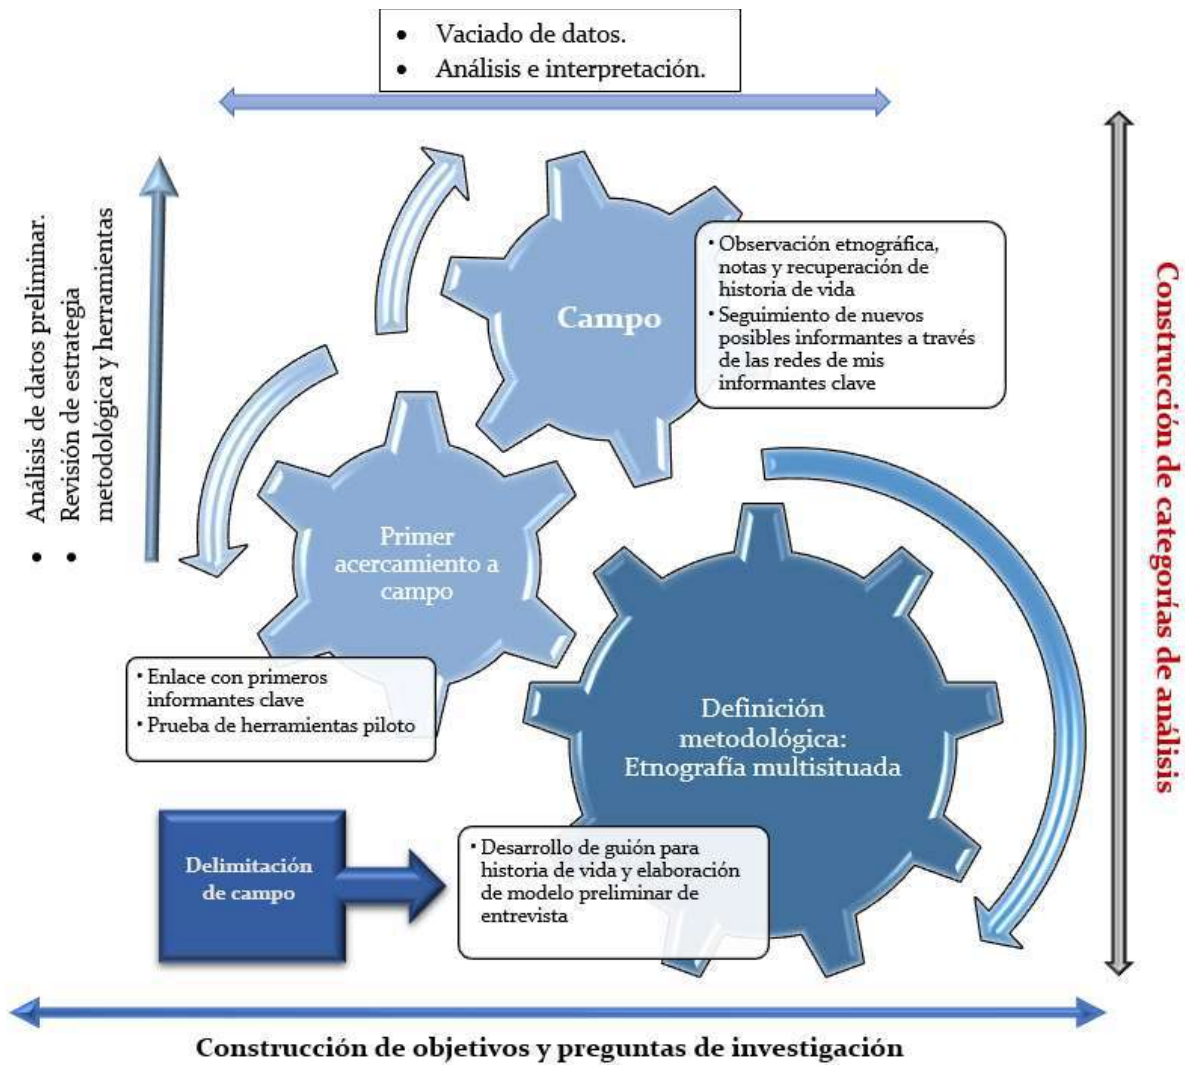 • Vaciado de datos.
• Análisis e interpretación.
• Análisis de datos preliminar.
• Revisión de estrategia
metodológica y herramientas
Campo
• Observación etnográfica,
notas y recuperación de
historia de vida
• Seguimiento de nuevos
posibles informantes a través
de las redes de mis
informantes clave
Construcción de categorías de análisis
Primer
acercamiento a
campo
• Enlace con primeros
informantes clave
• Prueba de herramientas piloto
Definición
metodológica:
Etnografía multisituada
Delimitación
de campo
• Desarrollo de guión para
historia de vida y elaboración
de modelo preliminar de
entrevista
Construcción de objetivos y preguntas de investigación